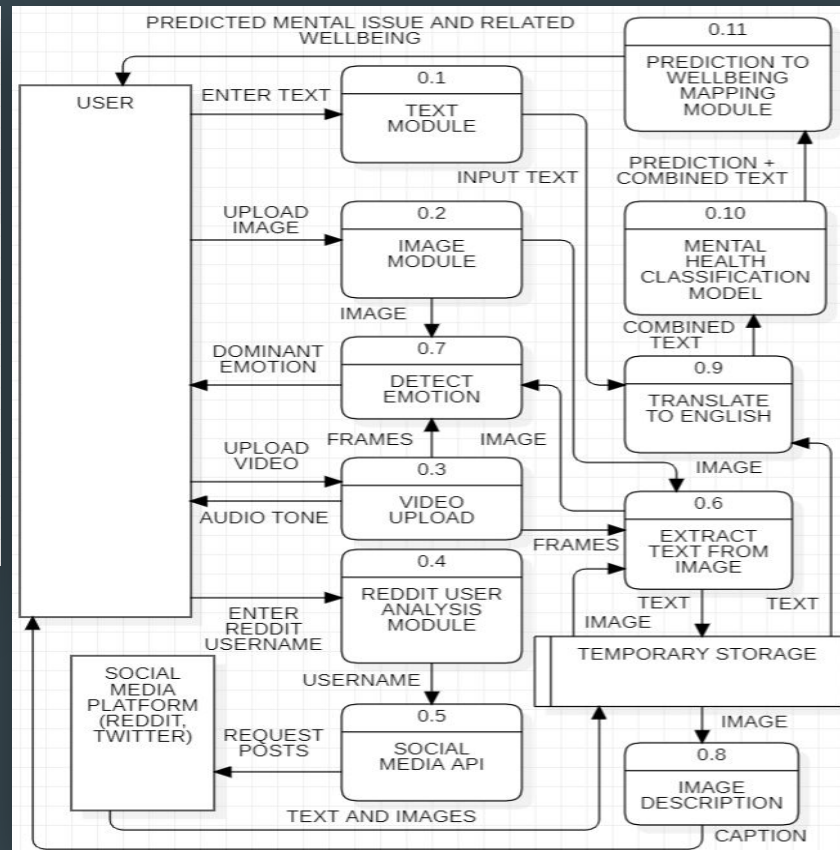 PREDICTED MENTAL ISSUE AND RELATED
WELLBEING
0.11
PREDICTION TO
WELLBEING
MAPPING
MODULE
USER
ENTER TEXT
0.1
TEXT
MODULE
INPUT TEXT
PREDICTION +
COMBINED TEXT
UPLOAD
IMAGE
0.2
IMAGE
MODULE
0.10
MENTAL
HEALTH
CLASSIFICATION
MODEL
IMAGE
COMBINED
TEXT
DOMINANT
EMOTION
0.7
DETECT
EMOTION
0.9
TRANSLATE
TO ENGLISH
FRAMES
IMAGE
UPLOAD
VIDEO
AUDIO TONE
0.3
VIDEO
UPLOAD
IMAGE
0.6
EXTRACT
TEXT FROM
IMAGE
FRAMES
0.4
REDDIT USER
ANALYSIS
MODULE
ENTER
REDDIT
USERNAME
TEXT
TEXT
IMAGE
TEMPORARY STORAGE
SOCIAL
MEDIA
PLATFORM
(REDDIT,
TWITTER)
USERNAME
REQUEST
POSTS
0.5
SOCIAL
MEDIA API
IMAGE
0.8
IMAGE
DESCRIPTION
TEXT AND IMAGES
CAPTION